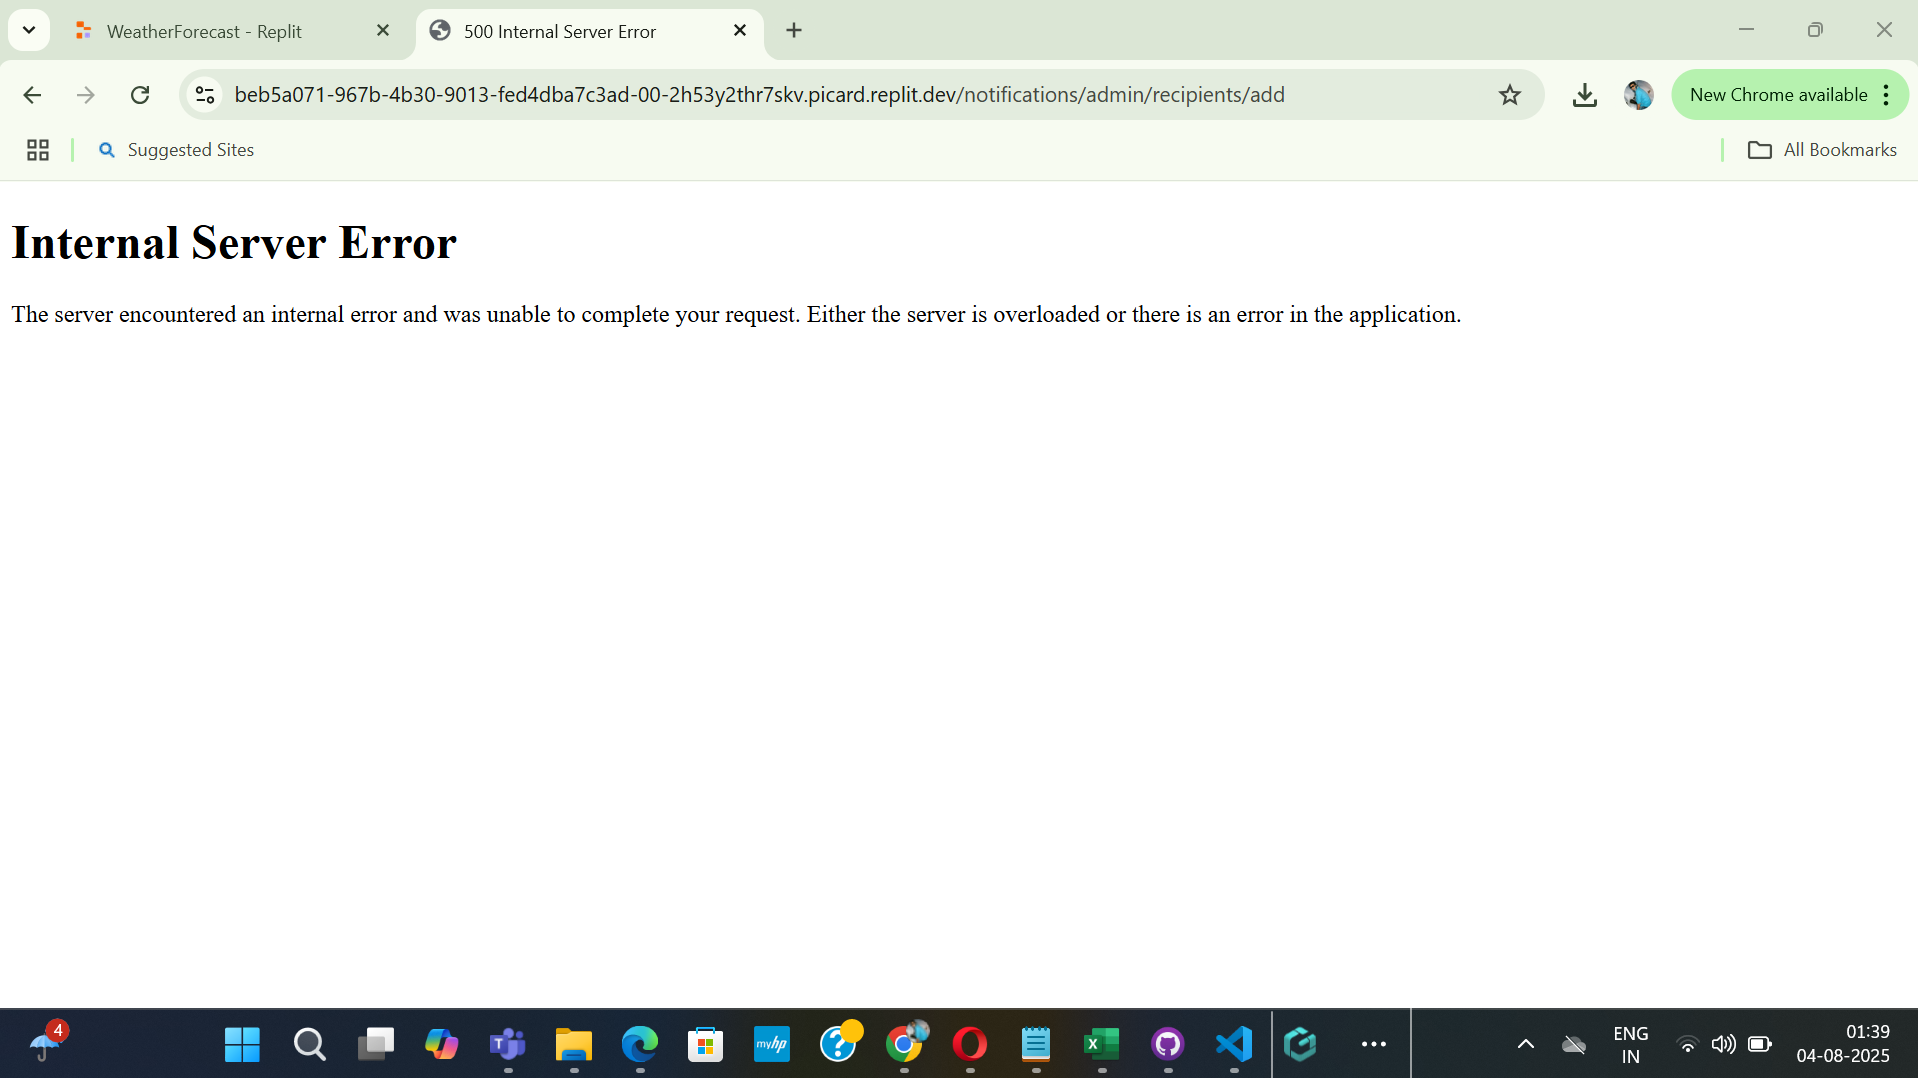 WeatherForecast - Replit
500 Internal Server Error
beb5a071-967b-4b30-9013-fed4dba7c3ad-00-2h53y2thr7skv.picard.replit.dev/notifications/admin/recipients/add
New Chrome available
Suggested Sites
All Bookmarks
Internal Server Error
The server encountered an internal error and was unable to complete your request. Either the server is overloaded or there is an error in the application.
4
myhp
ENG
IN
01:39
04-08-2025